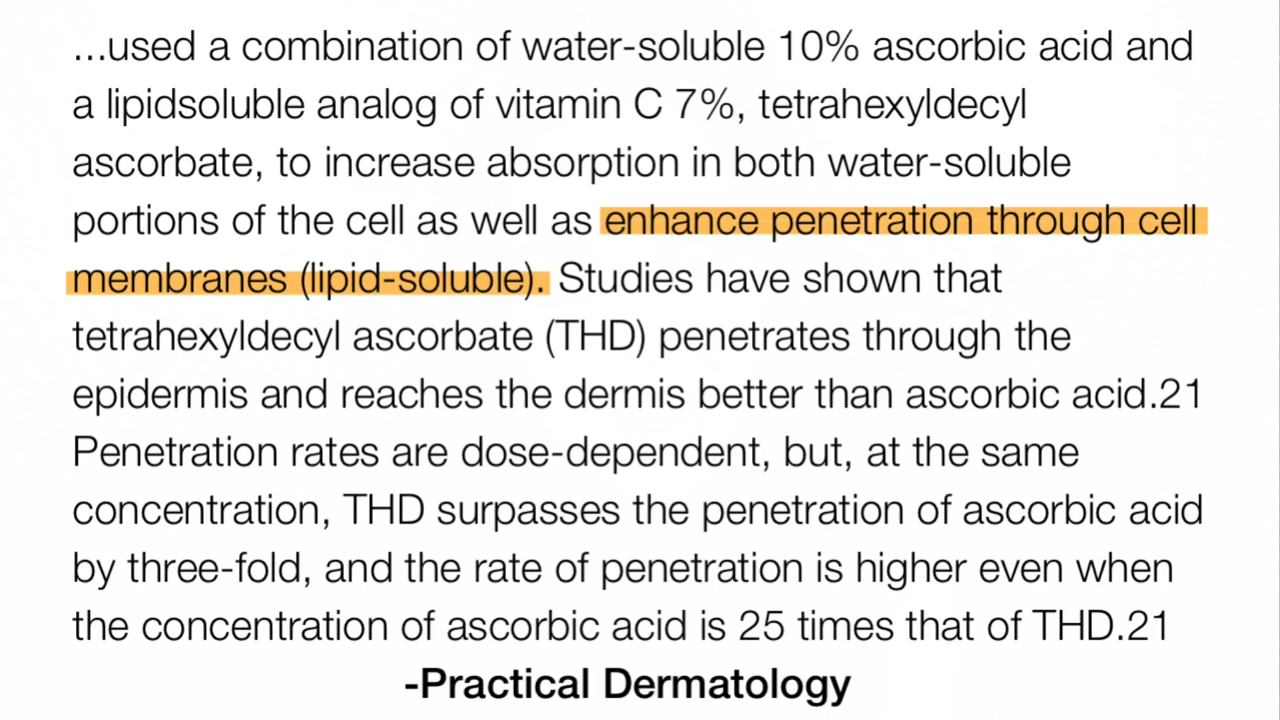 ...used a combination of water-soluble 10% ascorbic acid and
a lipidsoluble analog of vitamin C 7%, tetrahexyldecyl
ascorbate, to increase absorption in both water-soluble
portions of the cell as well as enhance penetration through cell
membranes (lipid-soluble). Studies have shown that
tetrahexyldecyl ascorbate (THD) penetrates through the
epidermis and reaches the dermis better than ascorbic acid.21
Penetration rates are dose-dependent, but, at the same
concentration, THD surpasses the penetration of ascorbic acid
by three-fold, and the rate of penetration is higher even when
the concentration of ascorbic acid is 25 times that of THD.21
-Practical Dermatology